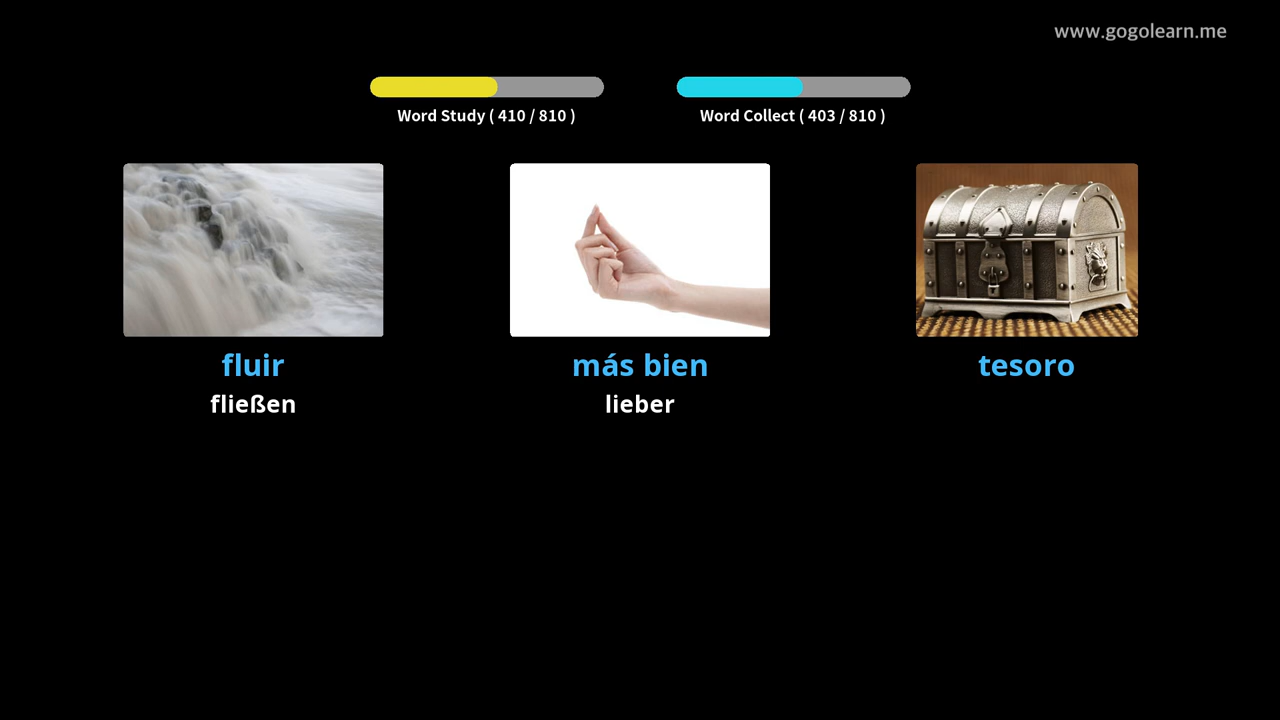 www.gogolearn.me
Word Study ( 410 / 810 )
Word Collect ( 403 / 810 )
fluir
fließen
más bien
lieber
tesoro